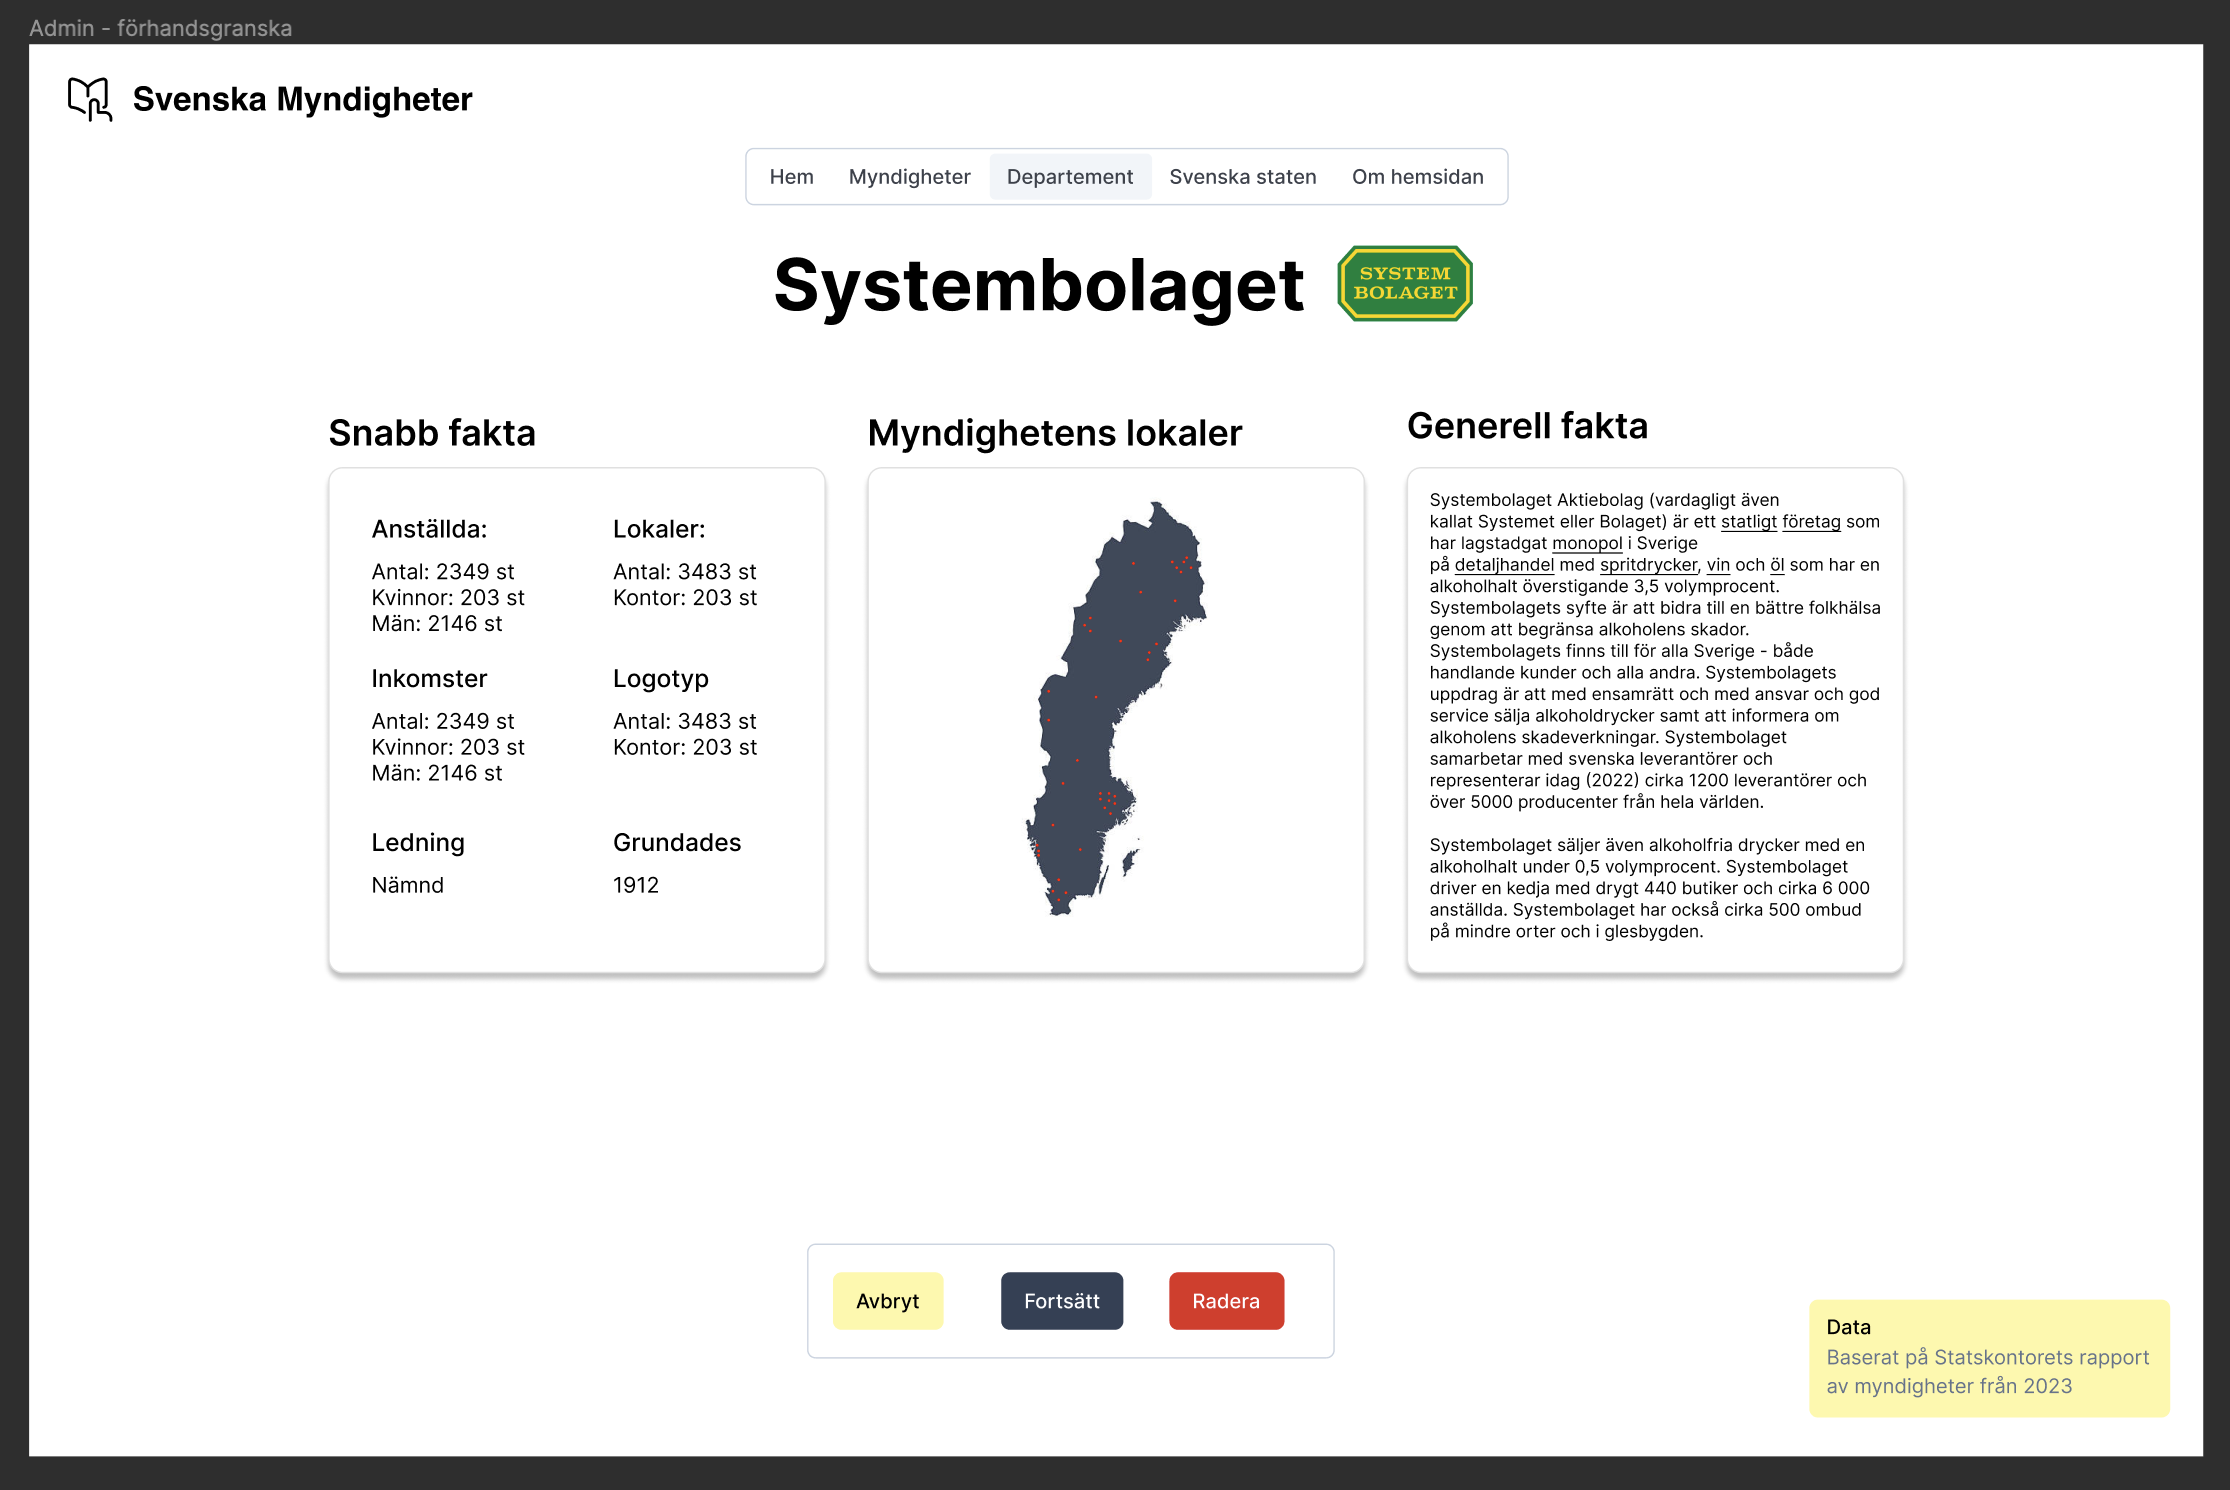 Admin - förhandsgranska
Svenska Myndigheter
Hem Myndigheter Departement Svenska staten Om hemsidan
Systembolaget
SYSTEM
BOLAGET
Snabb fakta
Anställda:
Antal: 2349 st
Kvinnor: 203 st
Män: 2146 st
Lokaler:
Antal: 3483 st
Kontor: 203 st
Inkomster
Antal: 2349 st
Kvinnor: 203 st
Män: 2146 st
Logotyp
Antal: 3483 st
Kontor: 203 st
Ledning
Nämnd
Grundades
1912
Myndighetens lokaler
Generell fakta
Systembolaget Aktiebolag (vardagligt även
kallat Systemet eller Bolaget) är ett statligt företag som
har lagstadgat monopol i Sverige
på detaljhandel med spritdrycker, vin och öl som har en
alkoholhalt överstigande 3,5 volymprocent.
Systembolagets syfte är att bidra till en bättre folkhälsa
genom att begränsa alkoholens skador.
Systembolagets finns till för alla Sverige - både
handlande kunder och alla andra. Systembolagets
uppdrag är att med ensamrätt och med ansvar och god
service sälja alkoholdrycker samt att informera om
alkoholens skadeverkningar. Systembolaget
samarbetar med svenska leverantörer och
representerar idag (2022) cirka 1200 leverantörer och
över 5000 producenter från hela världen.
Systembolaget säljer även alkoholfria drycker med en
alkoholhalt under 0,5 volymprocent. Systembolaget
driver en kedja med drygt 440 butiker och cirka 6 000
anställda. Systembolaget har också cirka 500 ombud
på mindre orter och i glesbygden.
Avbryt Fortsätt Radera
Data
Baserat på Statskontorets rapport
av myndigheter från 2023